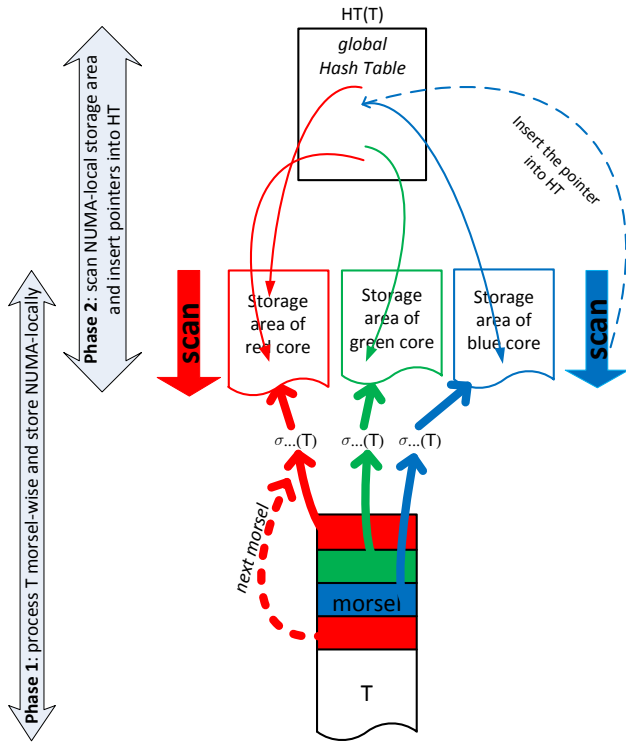 HT(T)
global
Hash Table
Insert the pointer
into HT
Phase 2: scan NUMA-local storage area
and insert pointers into HT
Phase 1: process T morsel-wise and store NUMA-locally
scan
Storage
area of
red core
Storage
area of
green core
Storage
area of
blue core
scan
σ...(T)
σ...(T)
σ...(T)
next morsel
morsel
T